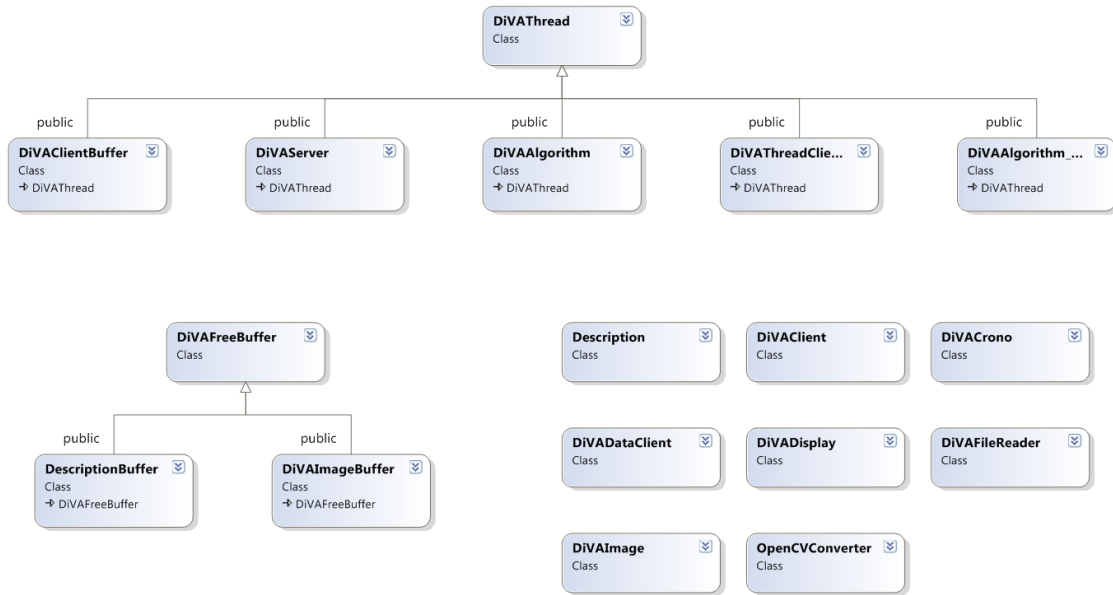 DiVAThread
Class
public public public public public
DiVAClientBuffer DiVAServer DiVAAlgorithm DiVAThreadClie... DiVAAlgorithm_...
Class Class Class Class Class
DiVAThread DiVAThread DiVAThread DiVAThread DiVAThread
DiVAFreeBuffer Description DiVAClient DiVACrono
Class Class Class Class
public public
DiVADataClient DiVADisplay DiVAFileReader
Class Class Class
DescriptionBuffer DiVAImageBuffer
Class Class
DiVAFreeBuffer DiVAFreeBuffer
DiVAImage OpenCVConverter
Class Class